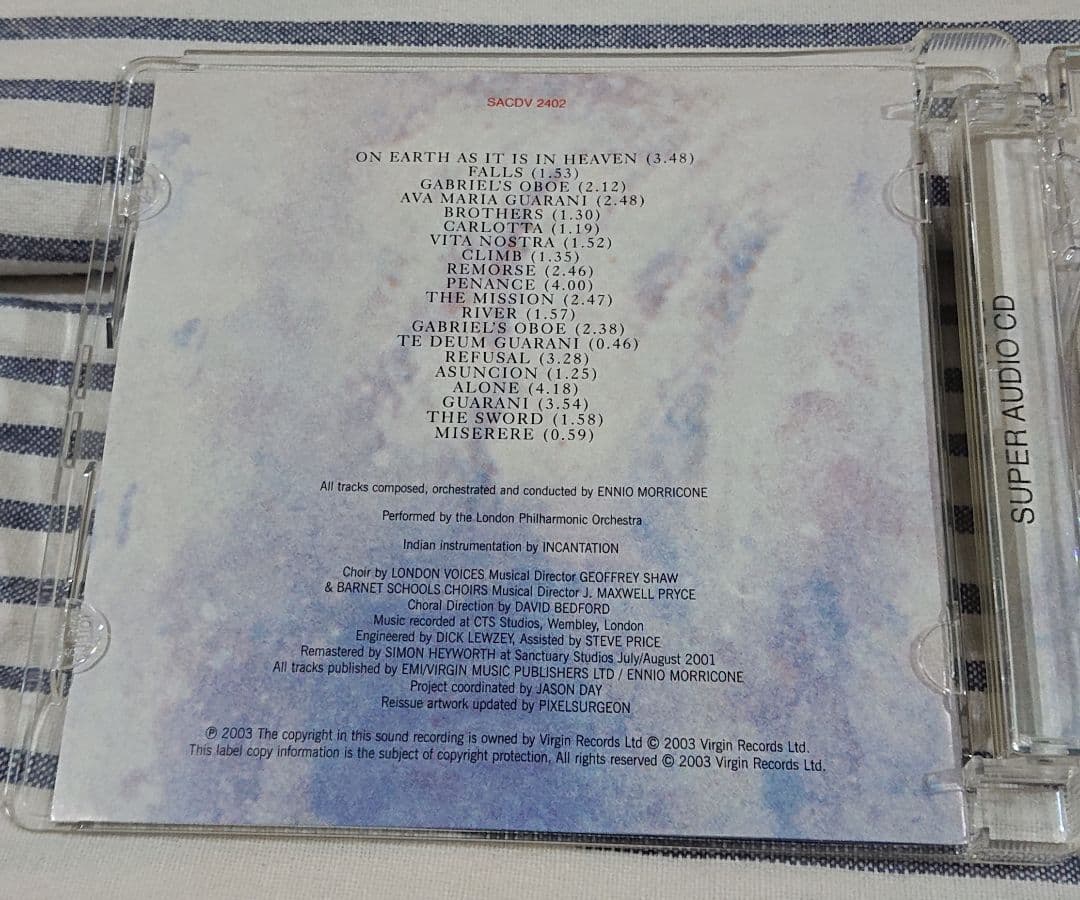 SACDV 2402
ON EARTH AS IT IS IN HEAVEN (3.48)
FALLS (1.53)
GABRIEL'S OBOE (2.12)
AVA MARIA GUARANI (2.48)
BROTHERS (1.30)
CARLOTTA (1.19)
VITA NOSTRA (1.52)
CLIMB (1.35)
REMORSE (2.46)
PENANCE (4.00)
THE MISSION (2.47)
RIVER (1.57)
GABRIEL'S OBOE (2.38)
TE DEUM GUARANI (0.46)
REFUSAL (3.28)
ASUNCION (1.25)
ALONE (4.18)
GUARANI (3.54)
THE SWORD (1.58)
MISERERE (0.59)
All tracks composed, orchestrated and conducted by ENNIO MORRICONE
Performed by the London Philharmonic Orchestra
Indian instrumentation by INCANTATION
Choir by LONDON VOICES Musical Director GEOFFREY SHAW
& BARNET SCHOOLS CHOIRS Musical Director J. MAXWELL PRYCE
Choral Direction by DAVID BEDFORD
Music recorded at CTS Studios, Wembley, London
Engineered by DICK LEWZEY, Assisted by STEVE PRICE
Remastered by SIMON HEYWORTH at Sanctuary Studios July/August 2001
All tracks published by EMI/VIRGIN MUSIC PUBLISHERS LTD / ENNIO MORRICONE
Project coordinated by JASON DAY
Reissue artwork updated by PIXELSURGEON
℗ 2003 The copyright in this sound recording is owned by Virgin Records Ltd © 2003 Virgin Records Ltd.
This label copy information is the subject of copyright protection, All rights reserved © 2003 Virgin Records Ltd.
SUPER AUDIO CD